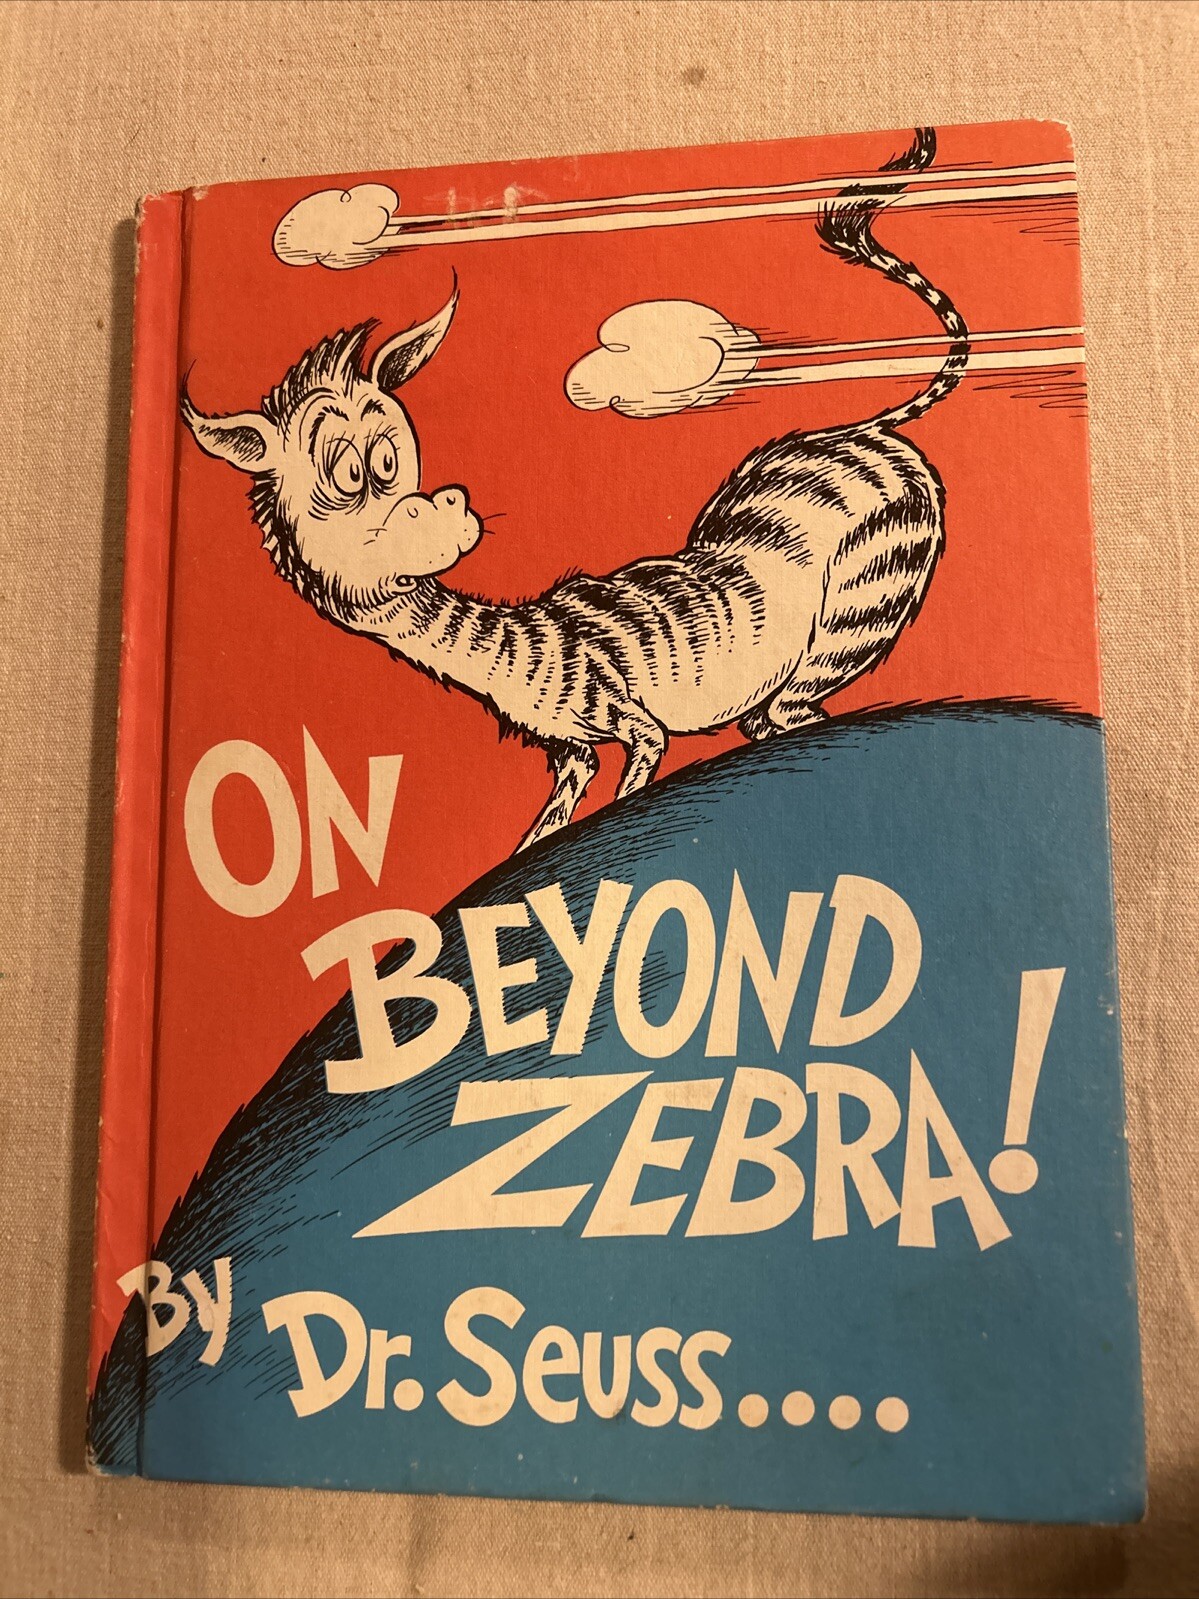 ON
BEYOND
ZEBRA!
By Dr. Seuss....